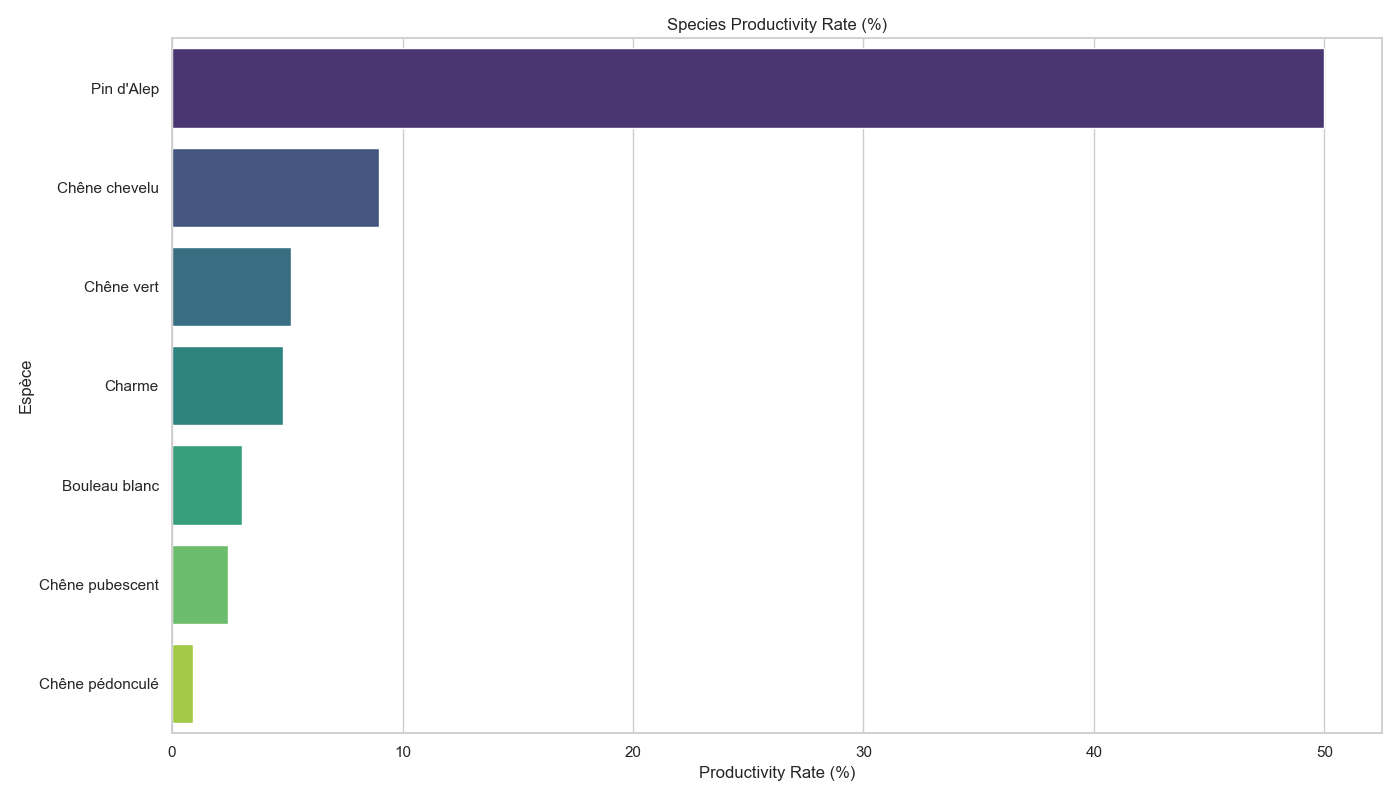 Species Productivity Rate (%)
Pin d'Alep
Chêne chevelu
Chêne vert
Charme
Bouleau blanc
Chêne pubescent
Chêne pédonculé
Espèce
0 10 20 30 40 50
Productivity Rate (%)